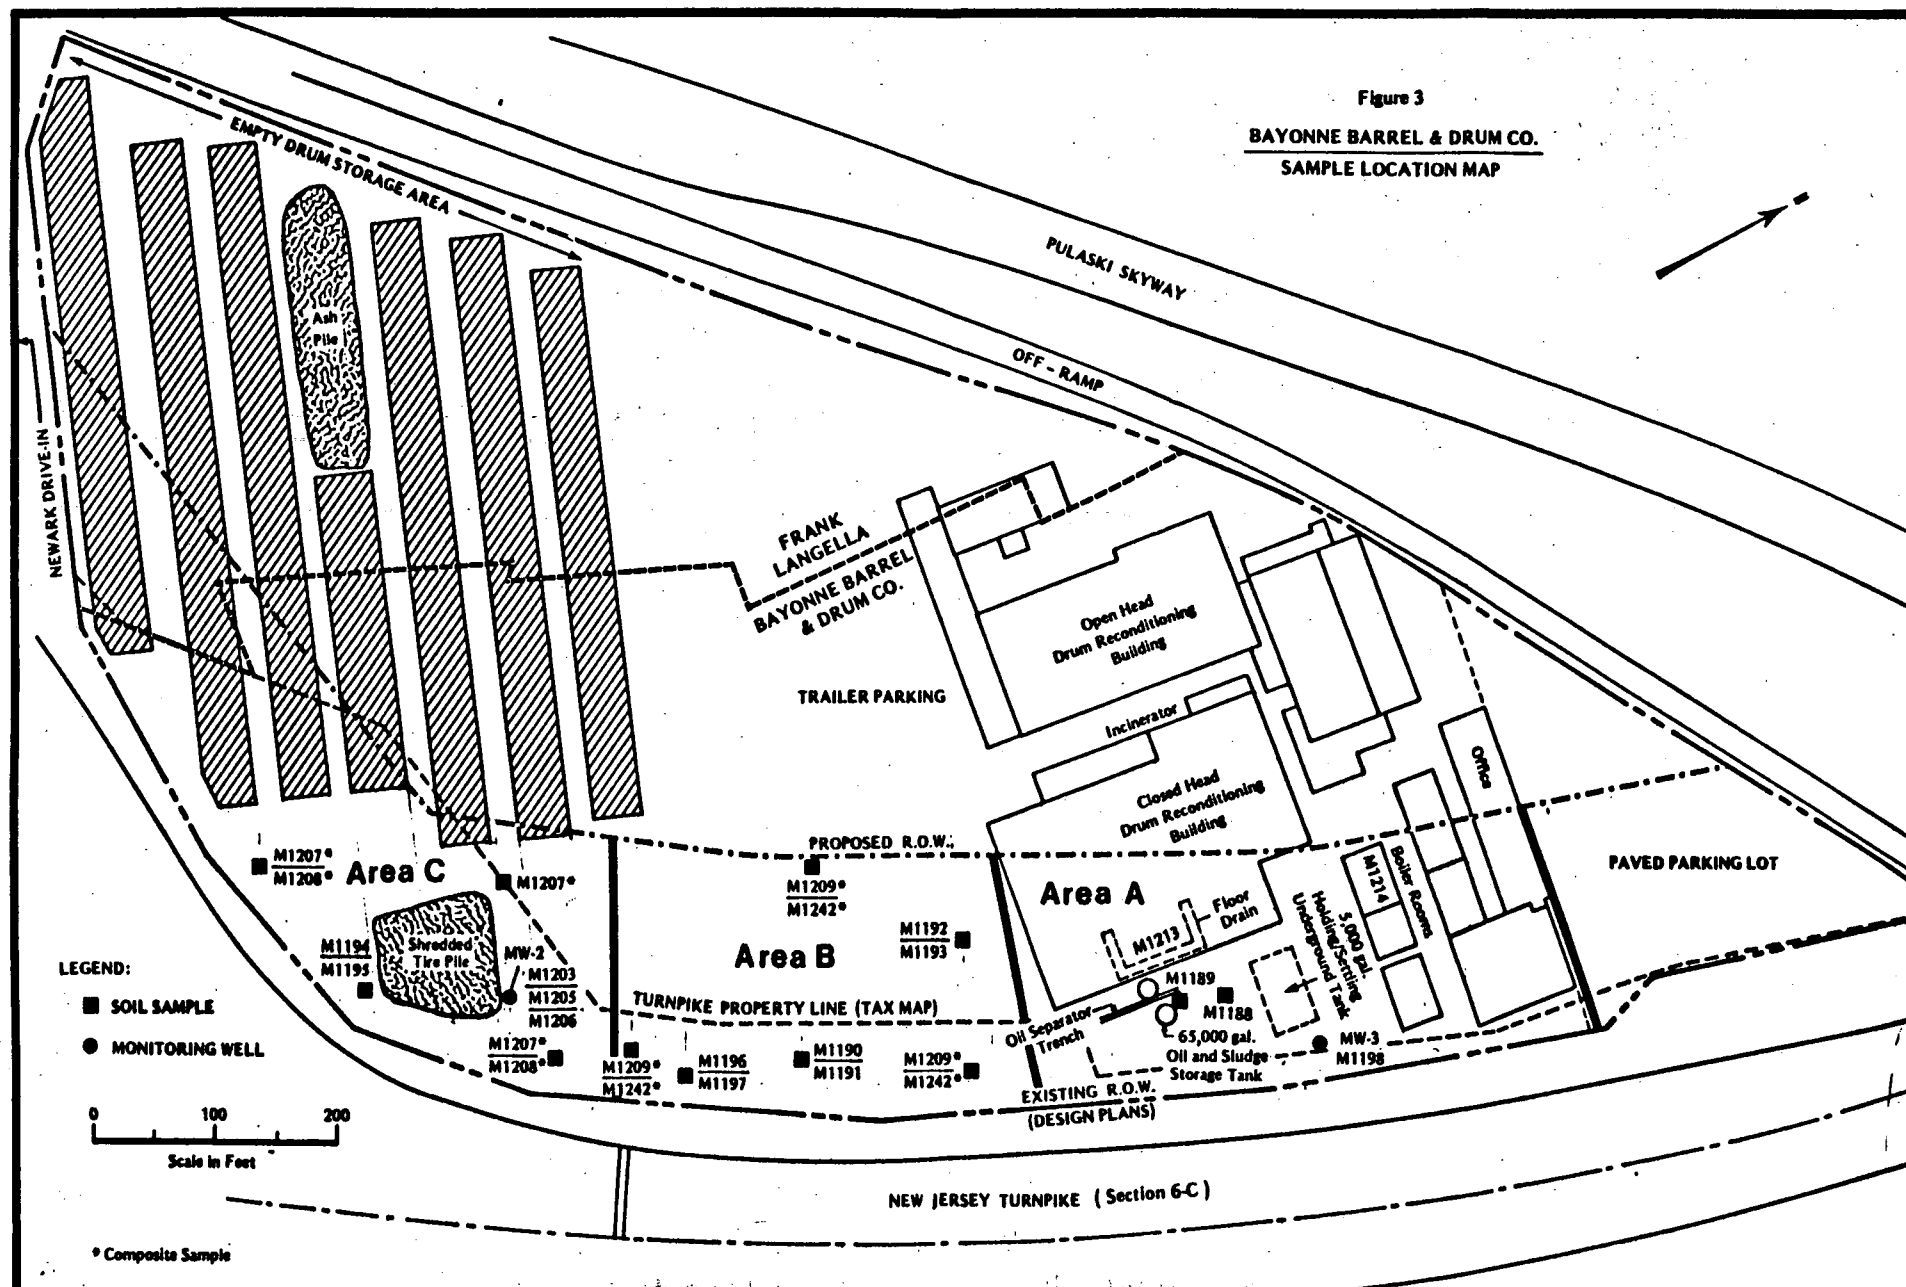 Figure 3
BAYONNE BARREL & DRUM CO.
SAMPLE LOCATION MAP
EMPTY DRUM STORAGE AREA
PULASKI SKYWAY
OFF - RAMP
Ash
Pile
NEWARK DRIVE-IN
FRANK
LANGELLA
BAYONNE BARREL
& DRUM CO.
Open Head
Drum Reconditioning
Building
TRAILER PARKING
Incinerator
Office
Closed Head
Drum Reconditioning
Building
PROPOSED R.O.W.
PAVED PARKING LOT
Boiler Rooms
M1214
M1207*
M1208*
Area C
M1207*
M1209*
M1242*
Area A
Floor
Drain
M1213
5,000 gal.
Holding/Settling
Underground Tank
M1192
M1193
Area B
M1194
M1195
Shredded
Tire Pile
MW-2
M1203
M1205
M1206
LEGEND:
SOIL SAMPLE
MONITORING WELL
TURNPIKE PROPERTY LINE (TAX MAP)
M1189
M1188
Oil Separator
Trench
65,000 gal.
Oil and Sludge
Storage Tank
MW-3
M1198
M1207*
M1208*
M1209*
M1242*
M1196
M1197
M1190
M1191
M1209*
M1242*
EXISTING R.O.W.
(DESIGN PLANS)
0 100 200
Scale in Feet
NEW JERSEY TURNPIKE ( Section 6-C )
* Composite Sample